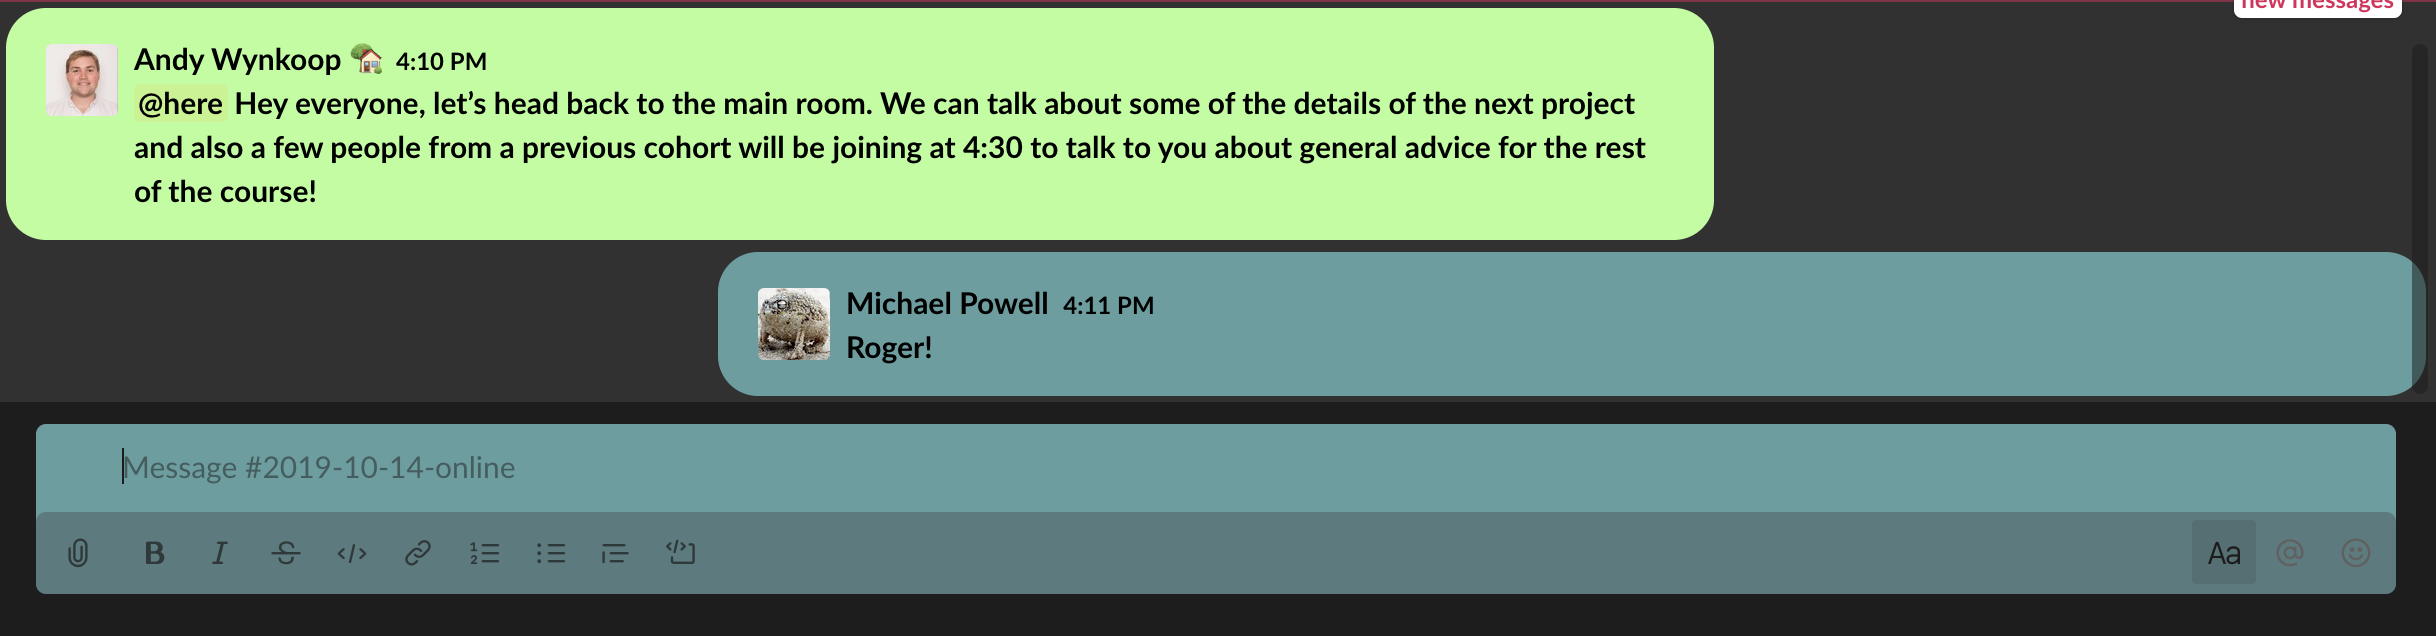 new messages
Andy Wynkoop 4:10 PM
@here Hey everyone, let’s head back to the main room. We can talk about some of the details of the next project
and also a few people from a previous cohort will be joining at 4:30 to talk to you about general advice for the rest
of the course!
Michael Powell 4:11 PM
Roger!
Message #2019-10-14-online
B I S </> 1 2 </> Aa @